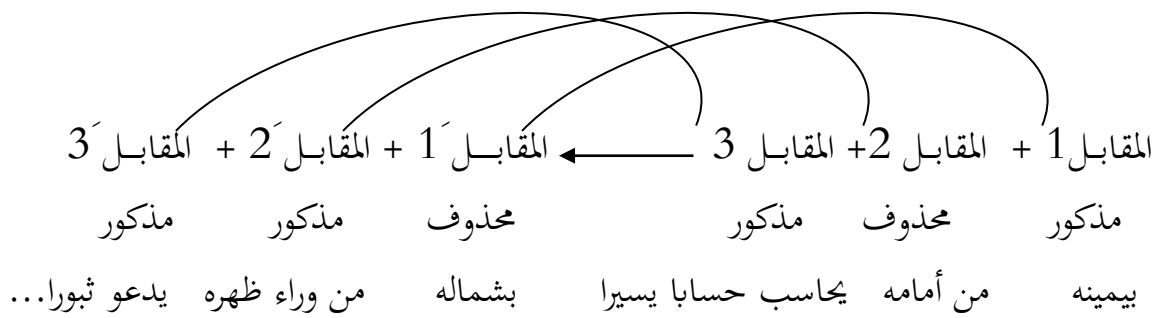 المقابل1 + المقابل 2+ المقابل 3 المقابل َ1 + المقابل َ2 + المقابل َ3
مذكور محذوف مذكور محذوف مذكور مذكور
بيمينه من أمامه يحاسب حسابا يسيرا بشماله من وراء ظهره يدعو ثبورا...